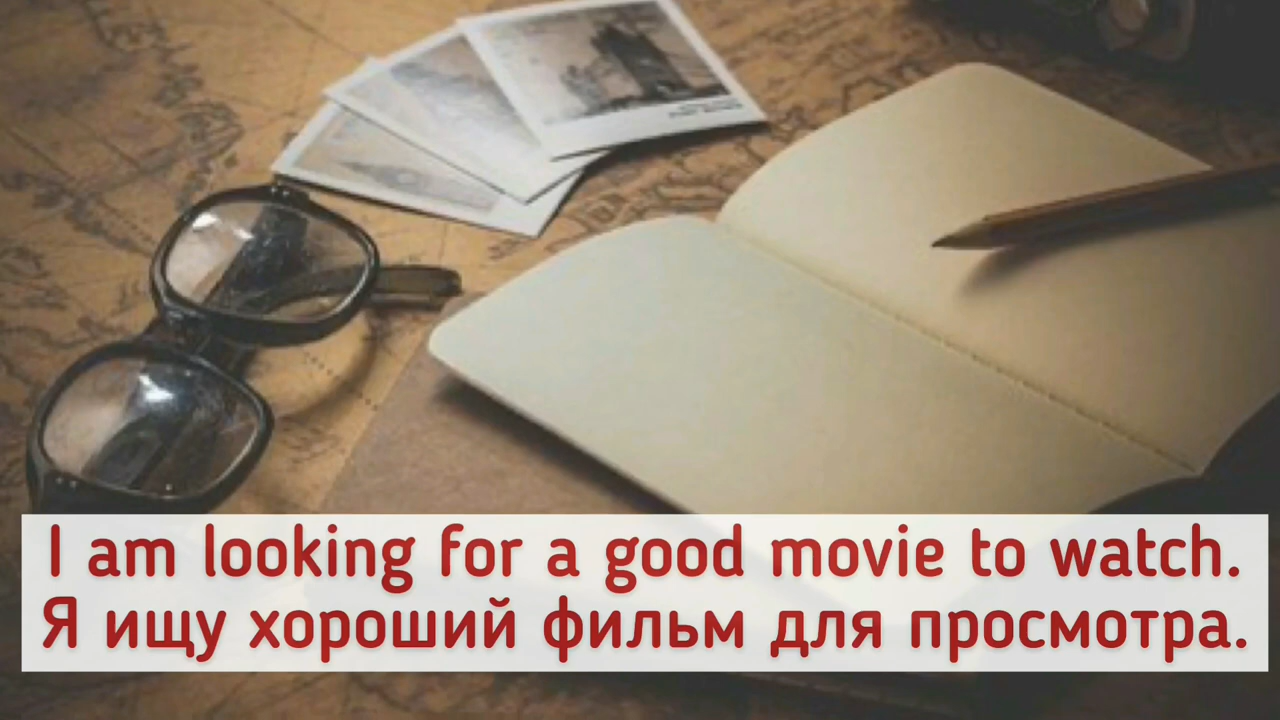 I am looking for a good movie to watch.
Я ищу хороший фильм для просмотра.